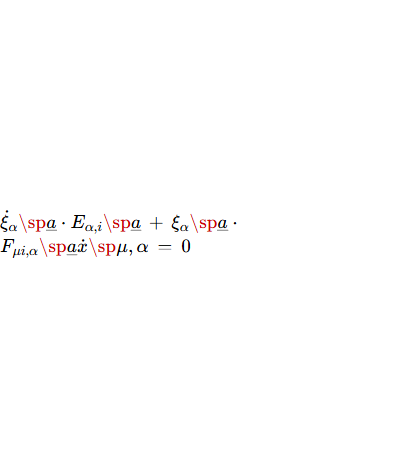 ξ̇_α\sp a̲ · E_{α,i}\sp a̲ + ξ_α\sp a̲ ·
F_{μi,α}\sp a̲ẋ\sp μ, α = 0